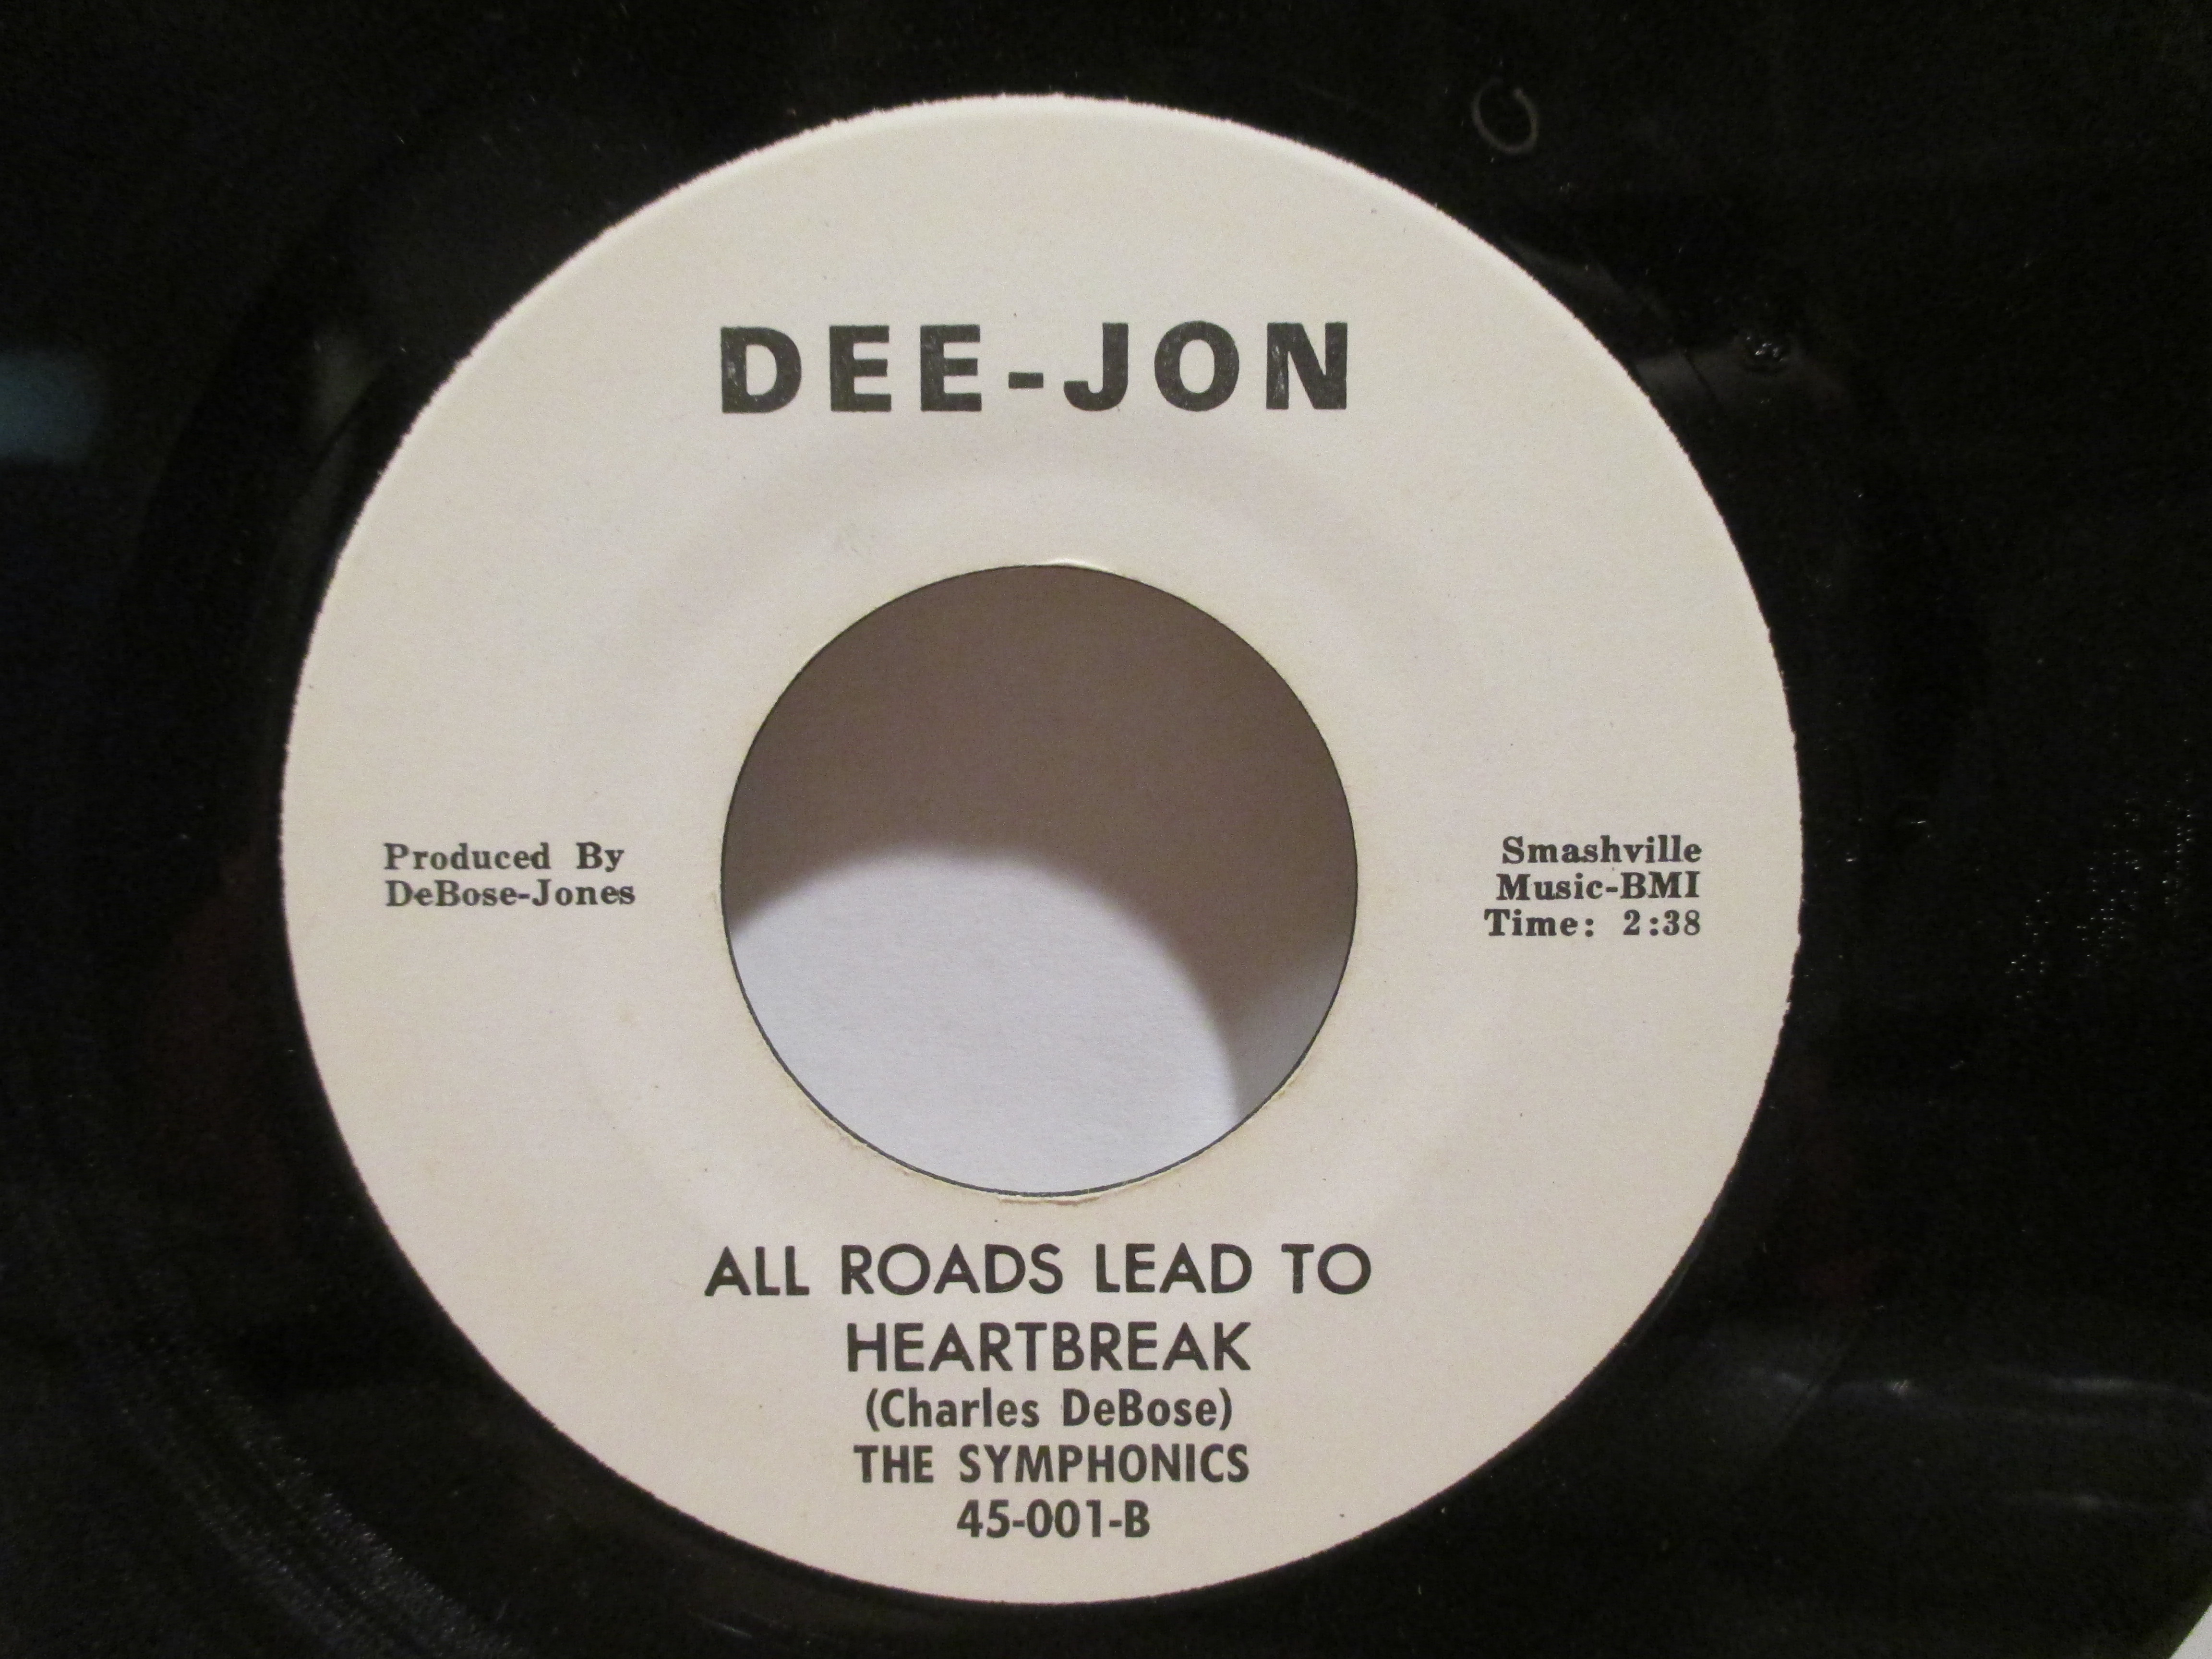 DEE-JON
Produced By
DeBose-Jones
Smashville
Music-BMI
Time: 2:38
ALL ROADS LEAD TO
HEARTBREAK
(Charles DeBose)
THE SYMPHONICS
45-001-B